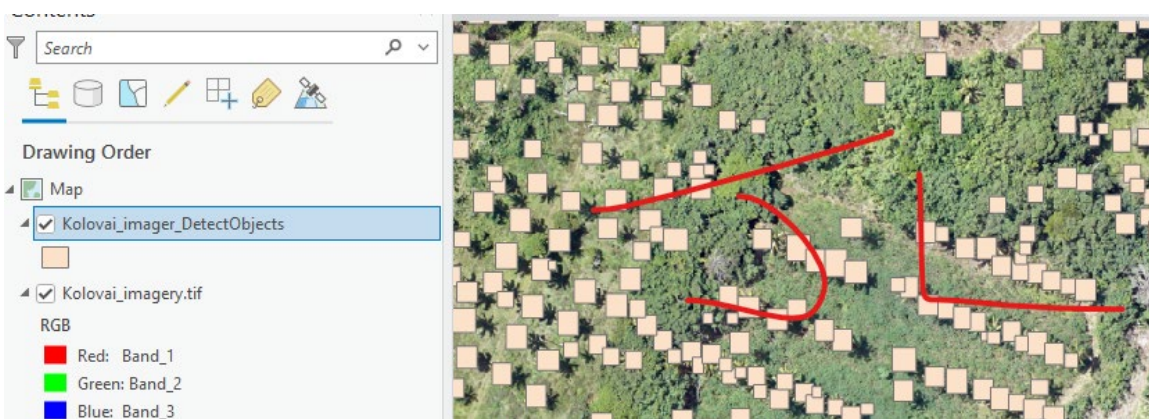 Contents
Search
Drawing Order
Map
Kolovai_imager_DetectObjects
Kolovai_imagery.tif
RGB
Red: Band_1
Green: Band_2
Blue: Band_3